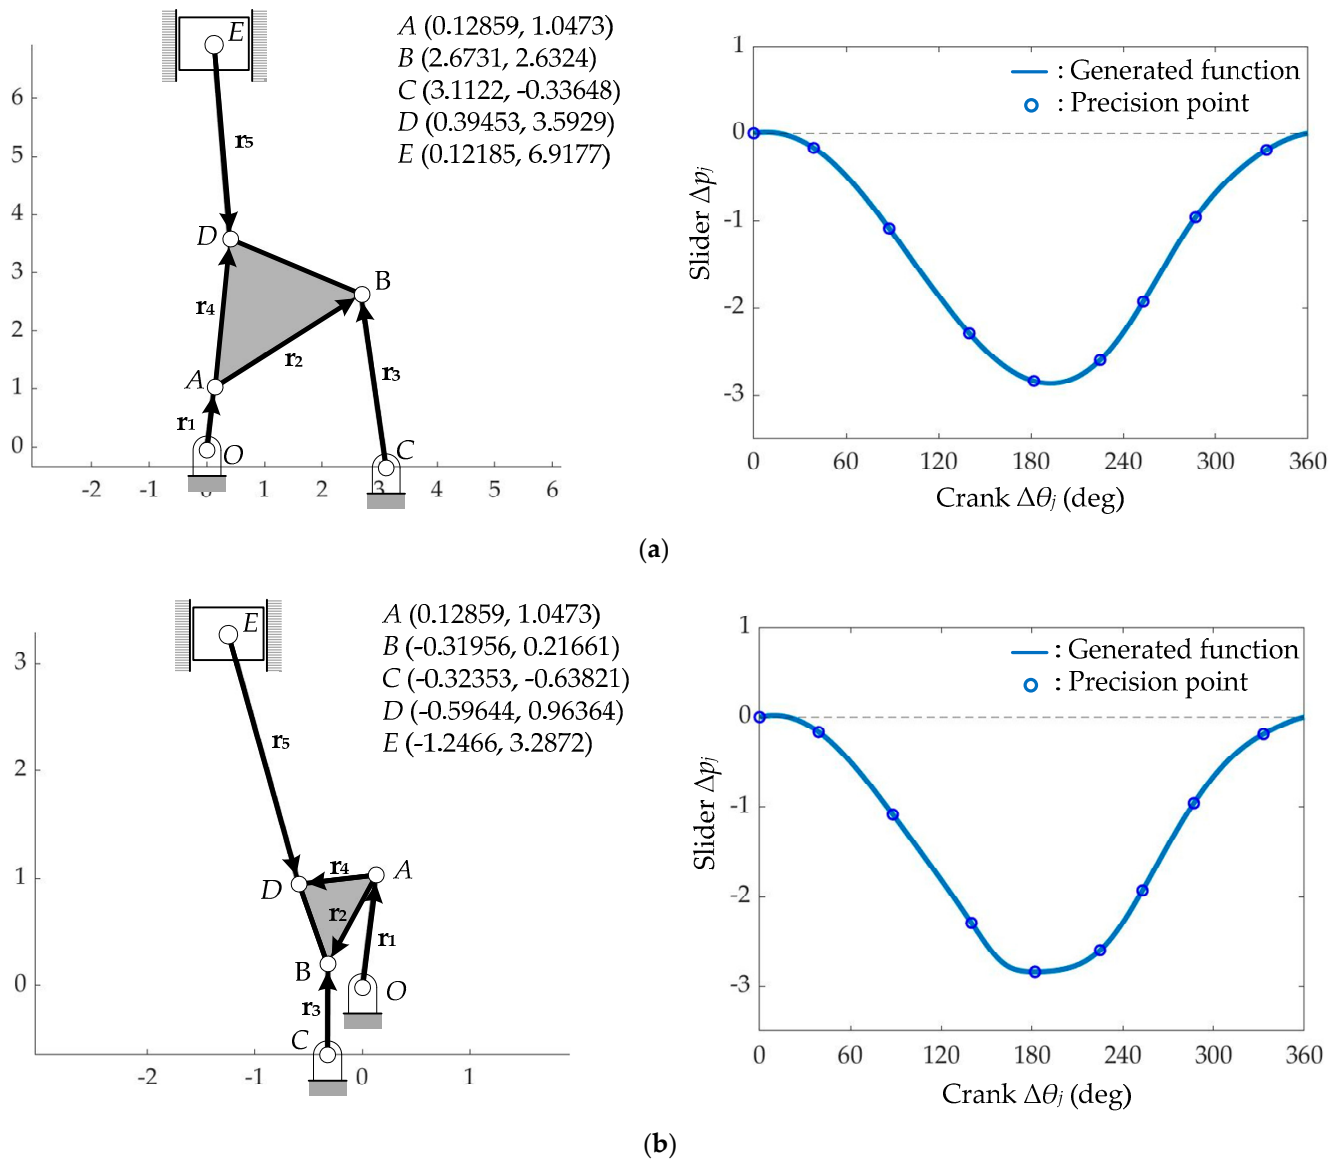 A (0.12859, 1.0473)
B (2.6731, 2.6324)
C (3.1122, -0.33648)
D (0.39453, 3.5929)
E (0.12185, 6.9177)
E
r5
D
B
r4
A
r2
r3
r1
O
C
6
5
4
3
2
1
0
-2 -1 0 1 2 3 4 5 6
: Generated function
: Precision point
1
0
-1
-2
-3
Slider Δpj
0 60 120 180 240 300 360
Crank Δθj (deg)
(a)
A (0.12859, 1.0473)
B (-0.31956, 0.21661)
C (-0.32353, -0.63821)
D (-0.59644, 0.96364)
E (-1.2466, 3.2872)
E
r5
r4
A
D
r2
r1
B
O
r3
C
3
2
1
0
-2 -1 0 1
: Generated function
: Precision point
1
0
-1
-2
-3
Slider Δpj
0 60 120 180 240 300 360
Crank Δθj (deg)
(b)